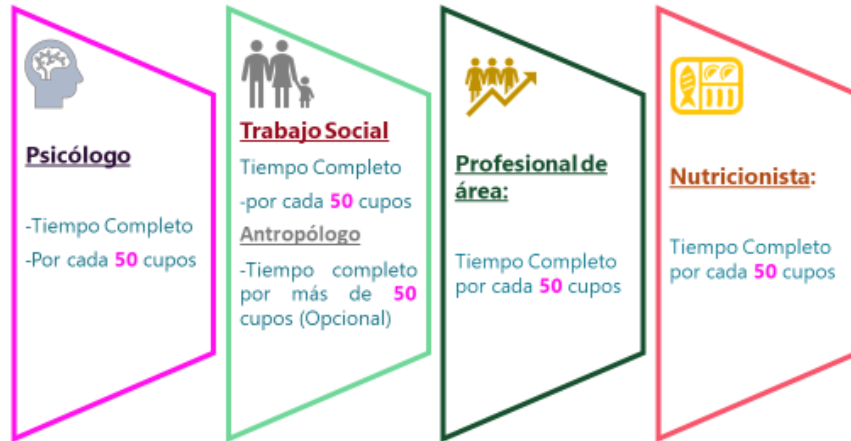 Psicólogo
-Tiempo Completo
-Por cada 50 cupos
Trabajo Social
Tiempo Completo
-por cada 50 cupos
Antropólogo
-Tiempo completo
por más de 50
cupos (Opcional)
Profesional de
área:
Tiempo Completo
por cada 50 cupos
Nutricionista:
Tiempo Completo
por cada 50 cupos